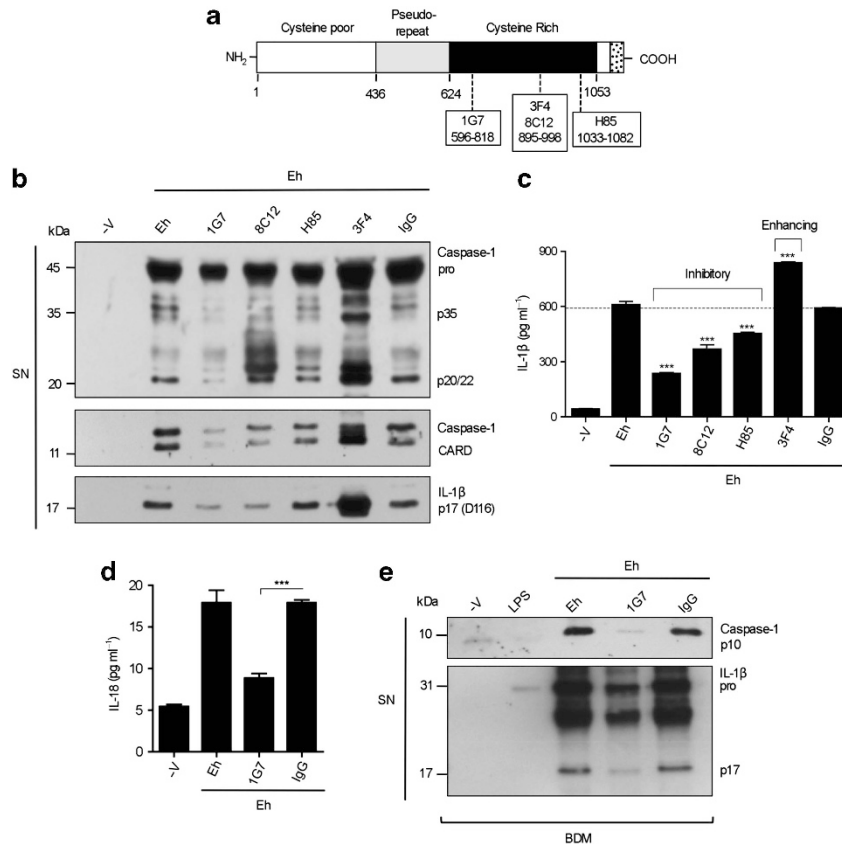 a
Cysteine poor
Pseudo-
repeat
Cysteine Rich
NH2
COOH
1
436
624
1053
1G7
596-818
3F4
8C12
895-998
H85
1033-1082
b
Eh
kDa
–V
Eh
1G7
8C12
H85
3F4
IgG
SN
45
35
20
11
17
Caspase-1
pro
p35
p20/22
Caspase-1
CARD
IL-1β
p17 (D116)
c
Enhancing
Inhibitory
***
***
***
***
IL-1β (pg ml–1)
900
600
300
0
–V
Eh
1G7
8C12
H85
3F4
IgG
Eh
d
***
IL-18 (pg ml–1)
20
15
10
5
0
–V
Eh
1G7
IgG
Eh
e
Eh
kDa
–V
LPS
Eh
1G7
IgG
SN
10
31
17
Caspase-1
p10
IL-1β
pro
p17
BDM